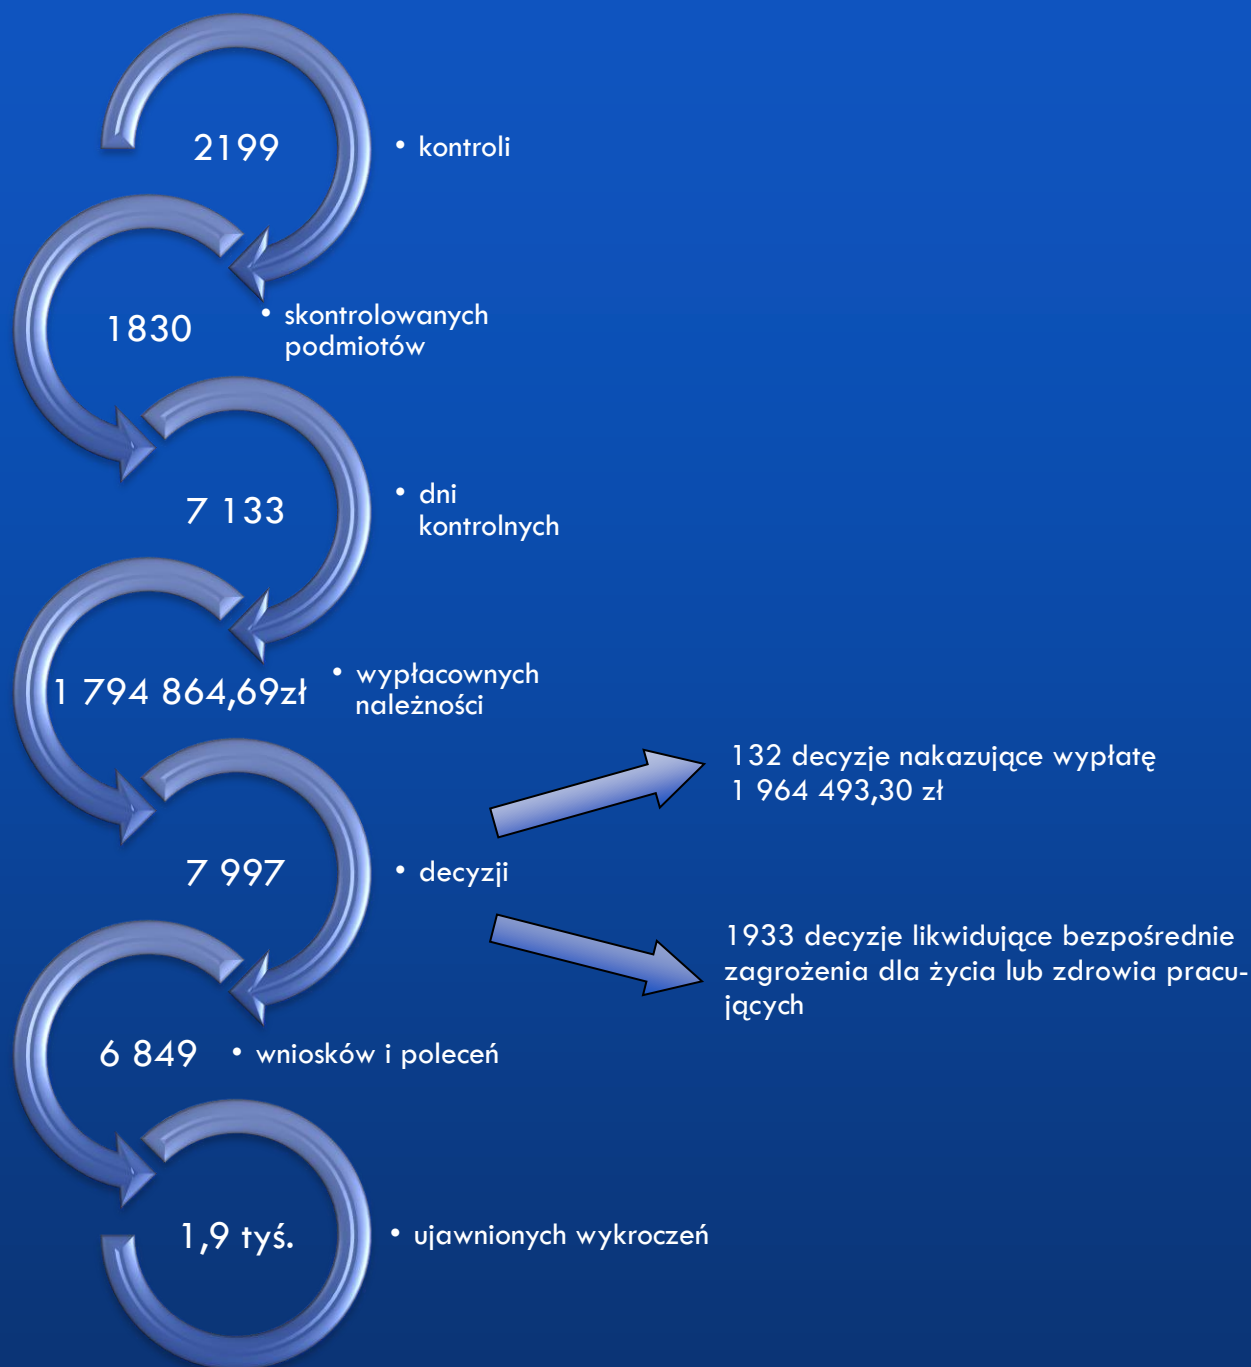 2199
• kontroli
1830
• skontrolowanych
podmiotów
7 133
• dni
kontrolnych
1 794 864,69zł
• wypłacownych
należności
132 decyzje nakazujące wypłatę
1 964 493,30 zł
7 997
• decyzji
1933 decyzje likwidujące bezpośrednie
zagrożenia dla życia lub zdrowia pracu-
jących
6 849
• wniosków i poleceń
1,9 tyś.
• ujawnionych wykroczeń